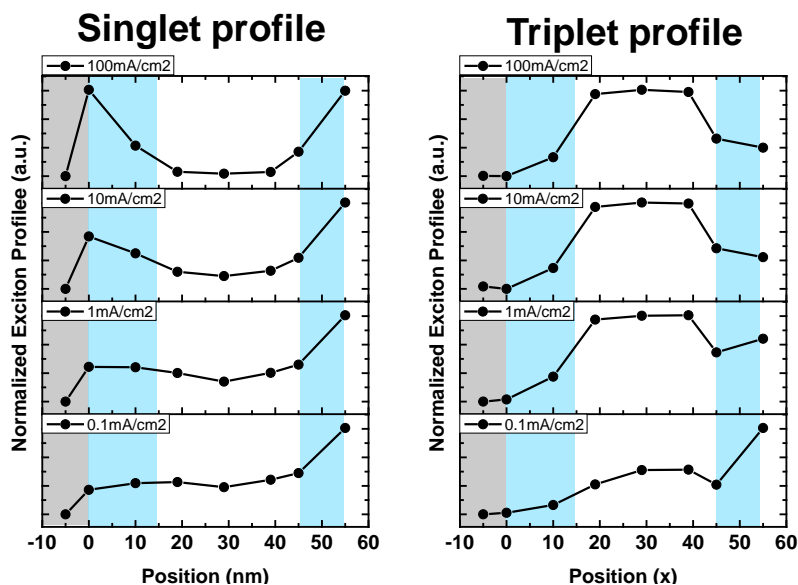 Singlet profile
Triplet profile
Normalized Exciton Profilee (a.u.)
100mA/cm2
10mA/cm2
1mA/cm2
0.1mA/cm2
-10 0 10 20 30 40 50 60
Position (nm)
Normalized Exciton Profilee (a.u.)
100mA/cm2
10mA/cm2
1mA/cm2
0.1mA/cm2
-10 0 10 20 30 40 50 60
Position (x)